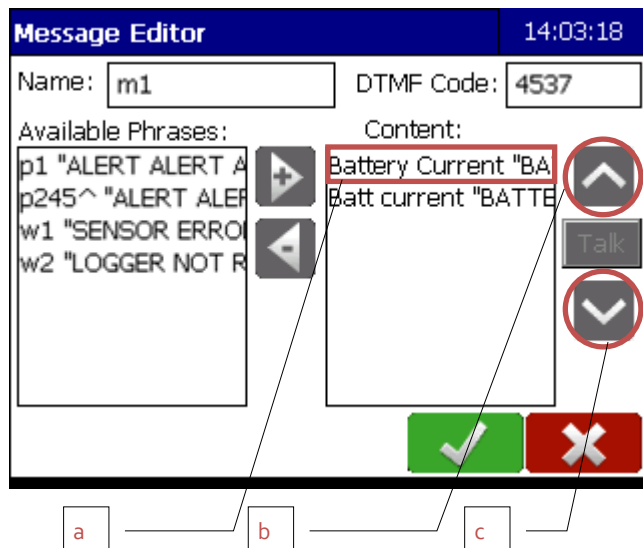 Message Editor 14:03:18
Name: m1 DTMF Code: 4537
Available Phrases: Content:
p1 "ALERT ALERT A
p245^ "ALERT ALER
w1 "SENSOR ERRO
w2 "LOGGER NOT R
+
-
Battery Current "BA
Batt current "BATTE
Talk
a b c